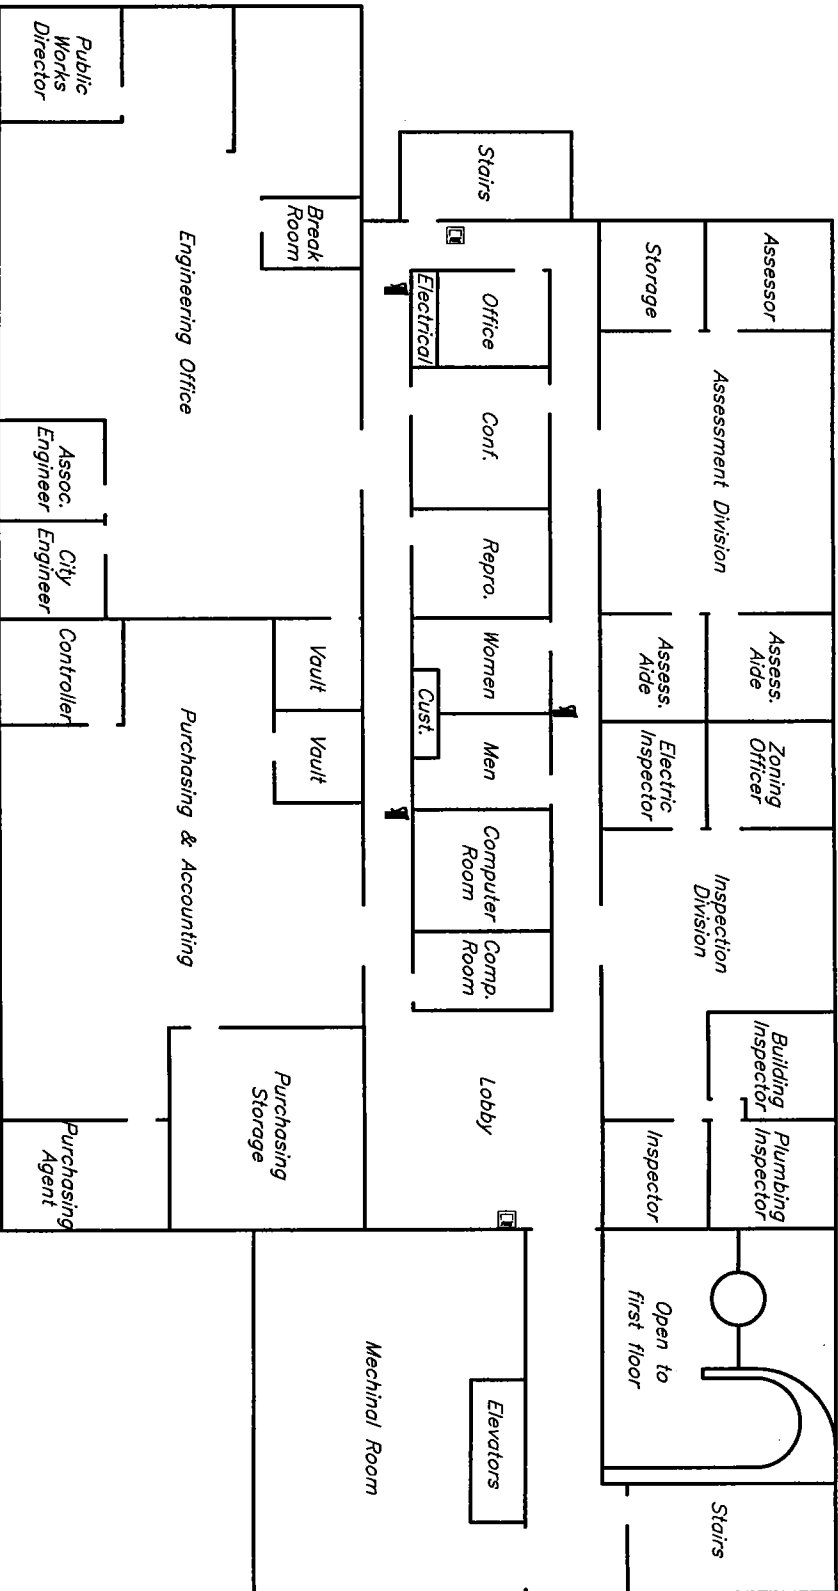 Assessor
Storage
Assessment Division
Assess.
Aide
Assess.
Aide
Zoning
Officer
Electric
Inspector
Inspection
Division
Building
Inspector
Plumbing
Inspector
Inspector
Open to
first floor
Stairs
Stairs
Office
Electrical
Conf.
Repro.
Women
Cust.
Men
Computer
Room
Comp.
Room
Lobby
Elevators
Mechinal Room
Break
Room
Engineering Office
Public
Works
Director
Assoc.
Engineer
City
Engineer
Vault
Vault
Controller
Purchasing & Accounting
Purchasing
Storage
Purchasing
Agent